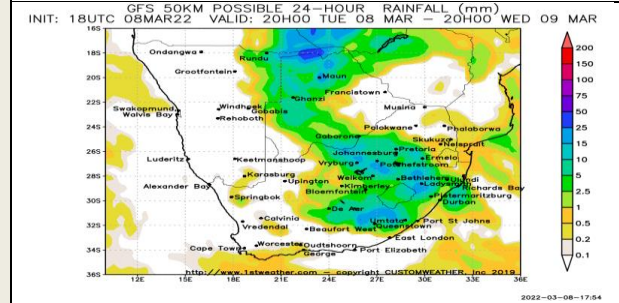 GFS 50KM POSSIBLE 24-HOUR RAINFALL (mm)
INIT: 18UTC 08MAR22 VALID: 20H00 TUE 08 MAR – 20H00 WED 09 MAR
16S
18S
20S
22S
24S
26S
28S
30S
32S
34S
36S
12E
15E
18E
21E
24E
27E
30E
33E
36E
Ondangwa
Rundu
Grootfontein
Maun
Francistown
Ghanzi
Swakopmund
Walvis Bay
Windhoek
Gobabis
Rehoboth
Musina
Polokwane
Phalaborwa
Skukuza
Nelspruit
Gaborone
Pretoria
Johannesburg
Ermelo
Vryburg
Potchefstroom
Luderitz
Keetmanshoop
Karasburg
Upington
Welkom
Kimberley
Bloemfontein
Bethlehem
Ladysmith
Ulundi
Richards Bay
Pietermaritzburg
Durban
Alexander Bay
Springbok
De Aar
Calvinia
Vredendal
Beaufort West
Umtata
Queenstown
Port St Johns
East London
Cape Town
Worcester
Oudtshoorn
George
Port Elizabeth
http://www.1stweather.com – copyright CUSTOMWEATHER, Inc 2019
200
150
100
75
50
25
20
15
10
5
2.5
1
0.5
0.2
0.1
2022-03-08-17:54